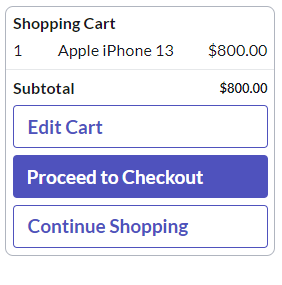 Shopping Cart
1 Apple iPhone 13 $800.00
Subtotal $800.00
Edit Cart
Proceed to Checkout
Continue Shopping